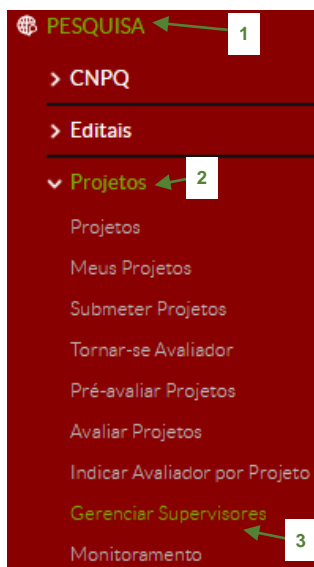 PESQUISA
1
CNPQ
Editais
Projetos
2
Projetos
Meus Projetos
Submeter Projetos
Tornar-se Avaliador
Pré-avaliar Projetos
Avaliar Projetos
Indicar Avaliador por Projeto
Gerenciar Supervisores
3
Monitoramento